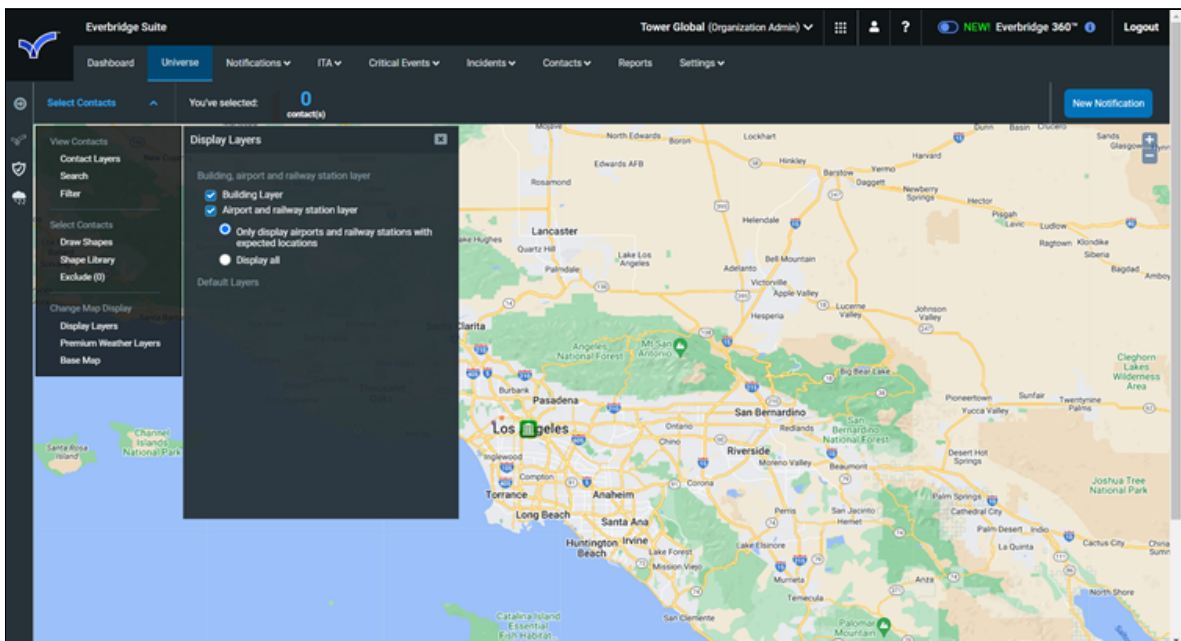 Everbridge Suite
Tower Global (Organization Admin)
?
NEW! Everbridge 360™
Logout
Dashboard
Universe
Notifications
ITA
Critical Events
Incidents
Contacts
Reports
Settings
Select Contacts
You've selected:
0
contact(s)
New Notification
View Contacts
Contact Layers
Search
Filter
Select Contacts
Draw Shapes
Shape Library
Exclude (0)
Change Map Display
Display Layers
Premium Weather Layers
Base Map
Display Layers
Building, airport and railway station layer
Building Layer
Airport and railway station layer
Only display airports and railway stations with
expected locations
Display all
Default Layers
Mojave
North Edwards
Boron
Lockhart
Dunn
Basin
Crucero
Sands
Edwards AFB
Hinkley
Harvard
Barstow
Yermo
Daggett
Rosamond
Newberry
Springs
Hector
Pisgah
Lavic
Ludlow
Helendale
Lancaster
Ragtown
Klondike
Siberia
Quartz Hill
Lake Los
Angeles
Bell Mountain
Bagdad
Amboy
Palmdale
Adelanto
Victorville
Apple Valley
Hesperia
Lucerne
Valley
Johnson
Valley
Clarita
Angeles
National Forest
Mt San
Antonio
Big Bear Lake
Cleghorn
Lakes
Wilderness
Area
Burbank
Pasadena
San Bernardino
Pioneertown
Sunfair
Yucca Valley
Twentynine
Palms
Ontario
Redlands
San
Bernardino
National Forest
Chino
Riverside
Moreno Valley
Beaumont
Desert Hot
Springs
Channel
Islands
National Park
Santa Rosa
Island
Inglewood
Compton
Corona
Torrance
Anaheim
Joshua Tree
National Park
Palm Springs
Cathedral City
Long Beach
Santa Ana
Perris
San Jacinto
Hemet
Palm Desert
Indio
Huntington
Beach
Irvine
Lake Forest
Lake Elsinore
La Quinta
Cactus City
Mission Viejo
Murrieta
Anza
Temecula
North Shore
Catalina Island
Essential
Fish Habitat...
San Clemente
Palomar
Mountain